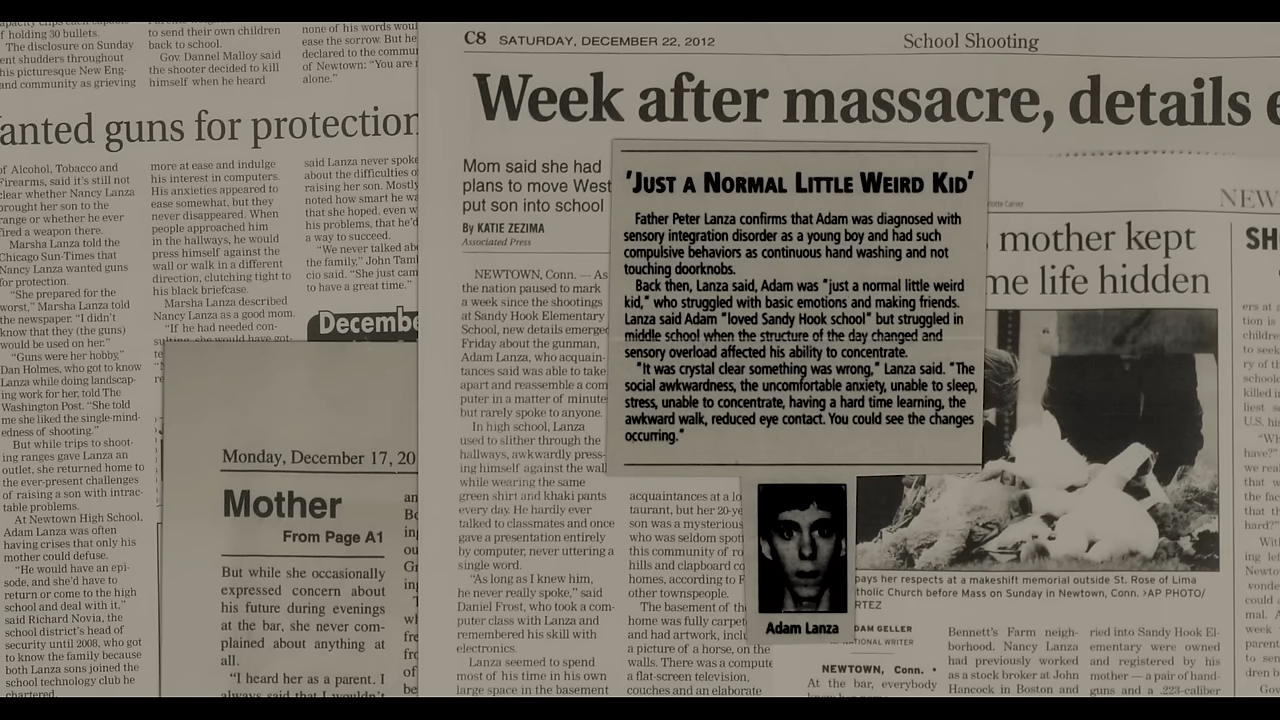 of holding 30 bullets.
The disclosure on Sunday
ent shudders throughout
his picturesque New Eng-
and community as grieving
to send their own children
back to school.
Gov. Dannel Malloy said
the shooter decided to kill
himself when he heard
none of his words woul
ease the sorrow. But he
declared to the commu
of Newtown: “You are n
alone.”
anted guns for protection
of Alcohol, Tobacco and
Firearms, said it's still not
clear whether Nancy Lanza
brought her son to the
range or whether he ever
fired a weapon there.
Marsha Lanza told the
Chicago Sun-Times that
Nancy Lanza wanted guns
for protection.
“She prepared for the
worst,” Marsha Lanza told
the newspaper. “I didn't
know that they (the guns)
would be used on her.”
“Guns were her hobby,”
Dan Holmes, who got to know
Lanza while doing landscap-
ing work for her, told The
Washington Post. “She told
me she liked the single-mind-
edness of shooting.”
But while trips to shoot-
ing ranges gave Lanza an
outlet, she returned home to
the ever-present challenges
of raising a son with intrac-
table problems.
At Newtown High School,
Adam Lanza was often
having crises that only his
mother could defuse.
“He would have an epi-
sode, and she'd have to
return or come to the high
school and deal with it,”
said Richard Novia, the
school district's head of
security until 2008, who got
to know the family because
both Lanza sons joined the
school technology club he
chartered.
more at ease and indulge
his interest in computers.
His anxieties appeared to
ease somewhat, but they
never disappeared. When
people approached him
in the hallways, he would
press himself against the
wall or walk in a different
direction, clutching tight to
his black briefcase.
Marsha Lanza described
Nancy Lanza as a good mom.
“If he had needed con-
said Lanza never spoke
about the difficulties o
raising her son. Mostly
noted how smart he wa
that she hoped, even w
his problems, that he'd
a way to succeed.
“We never talked abo
the family,” John Tam
cio said. “She just cam
to have a great time.”
Decembe
Monday, December 17, 20
Mother
From Page A1
But while she occasionally
expressed concern about
his future during evenings
at the bar, she never com-
plained about anything at
all.
“I heard her as a parent. I
always said that I wouldn't
C8 SATURDAY, DECEMBER 22, 2012
School Shooting
Week after massacre, details e
Mom said she had
plans to move West
put son into school
By KATIE ZEZIMA
Associated Press
NEWTOWN, Conn. — As
the nation paused to mark
a week since the shootings
at Sandy Hook Elementary
School, new details emerged
Friday about the gunman,
Adam Lanza, who acquain-
tances said was able to take
apart and reassemble a com
puter in a matter of minute
but rarely spoke to anyone.
In high school, Lanza
used to slither through the
hallways, awkwardly press-
ing himself against the wall
while wearing the same
green shirt and khaki pants
every day. He hardly ever
talked to classmates and once
gave a presentation entirely
by computer, never uttering a
single word.
“As long as I knew him,
he never really spoke,” said
Daniel Frost, who took a com-
puter class with Lanza and
remembered his skill with
electronics.
Lanza seemed to spend
most of his time in his own
large space in the basement
'JUST A NORMAL LITTLE WEIRD KID'
Father Peter Lanza confirms that Adam was diagnosed with
sensory integration disorder as a young boy and had such
compulsive behaviors as continuous hand washing and not
touching doorknobs.
Back then, Lanza said, Adam was "just a normal little weird
kid," who struggled with basic emotions and making friends.
Lanza said Adam "loved Sandy Hook school" but struggled in
middle school when the structure of the day changed and
sensory overload affected his ability to concentrate.
"It was crystal clear something was wrong," Lanza said. "The
social awkwardness, the uncomfortable anxiety, unable to sleep,
stress, unable to concentrate, having a hard time learning, the
awkward walk, reduced eye contact. You could see the changes
occurring."
acquaintances at a lo
taurant, but her 20-ye
son was a mysterious
who was seldom spot
this community of ro
hills and clapboard co
homes, according to F
other townspeople.
The basement of the
home was fully carpet
and had artwork, inclu
a picture of a horse, on the
walls. There was a compute
a flat-screen television,
couches and an elaborate
Adam Lanza
NEW
mother kept
me life hidden
SH
pays her respects at a makeshift memorial outside St. Rose of Lima
tholic Church before Mass on Sunday in Newtown, Conn. >AP PHOTO/
RTEZ
DAM GELLER
NATIONAL WRITER
NEWTOWN, Conn. •
At the bar, everybody
Bennett's Farm neigh-
borhood. Nancy Lanza
had previously worked
as a stock broker at John
Hancock in Boston and
ried into Sandy Hook El-
ementary were owned
and registered by his
mother — a pair of hand-
guns and a .223-caliber